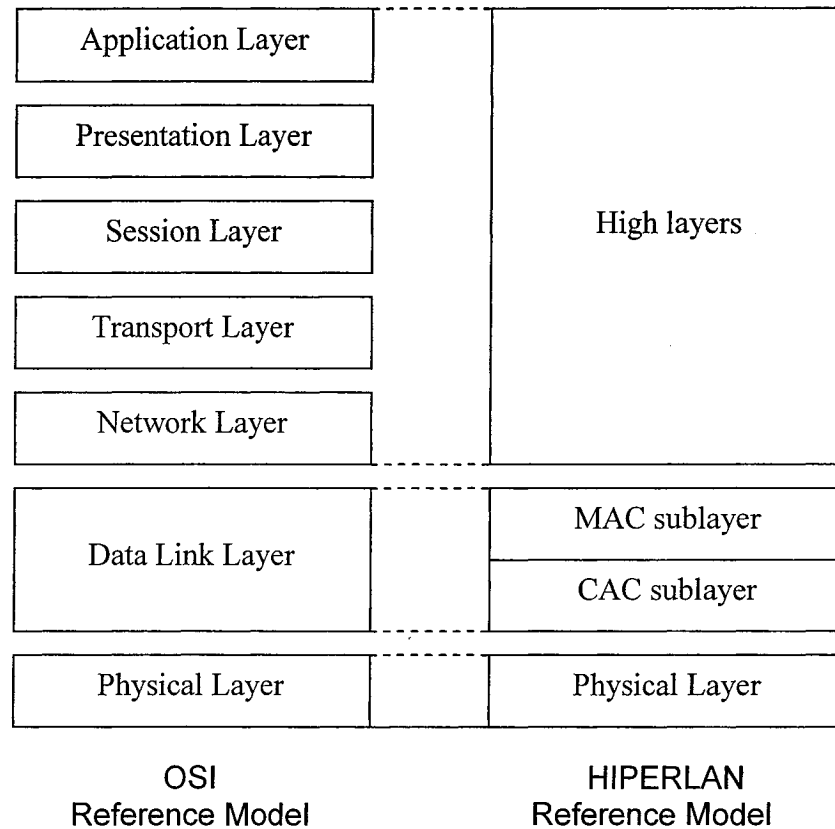 Application Layer
Presentation Layer
Session Layer
Transport Layer
Network Layer
Data Link Layer
Physical Layer
High layers
MAC sublayer
CAC sublayer
Physical Layer
OSI
Reference Model
HIPERLAN
Reference Model